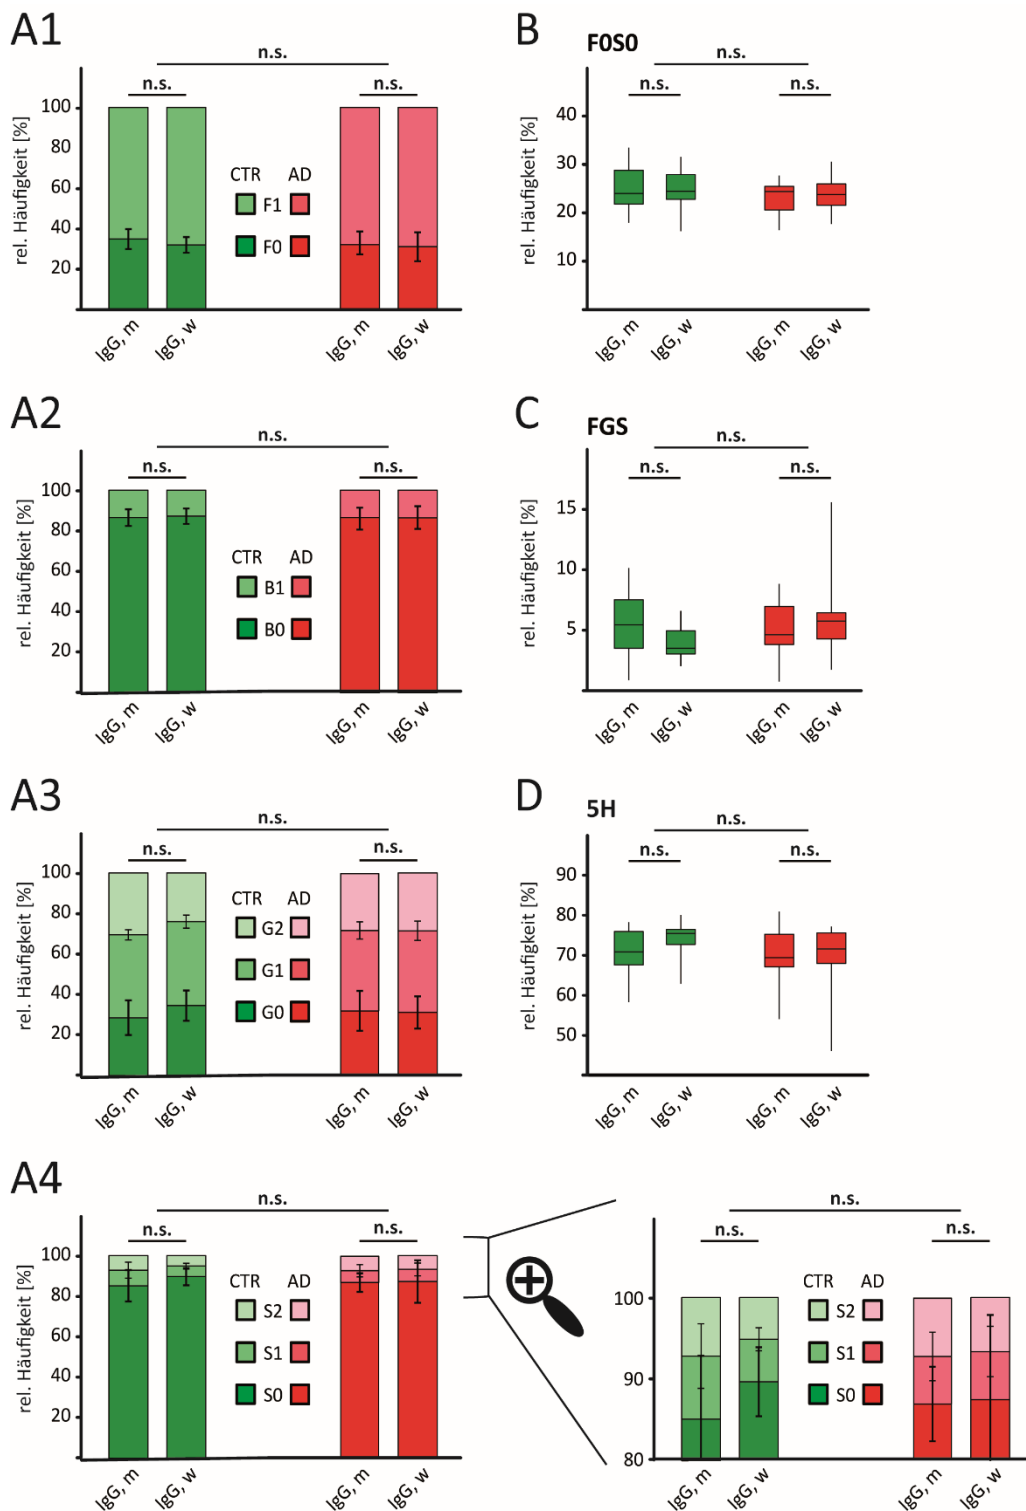 A1
n.s.
n.s.
n.s.
rel. Häufigkeit [%]
100
80
60
40
20
CTR AD
F1
F0
IgG, m
IgG, w
IgG, m
IgG, w
B
F0S0
n.s.
n.s.
n.s.
rel. Häufigkeit [%]
40
30
20
10
IgG, m
IgG, w
IgG, m
IgG, w
A2
n.s.
n.s.
n.s.
rel. Häufigkeit [%]
100
80
60
40
20
CTR AD
B1
B0
IgG, m
IgG, w
IgG, m
IgG, w
C
FGS
n.s.
n.s.
n.s.
rel. Häufigkeit [%]
15
10
5
IgG, m
IgG, w
IgG, m
IgG, w
A3
n.s.
n.s.
n.s.
rel. Häufigkeit [%]
100
80
60
40
20
CTR AD
G2
G1
G0
IgG, m
IgG, w
IgG, m
IgG, w
D
5H
n.s.
n.s.
n.s.
rel. Häufigkeit [%]
90
80
70
60
50
IgG, m
IgG, w
IgG, m
IgG, w
A4
n.s.
n.s.
n.s.
rel. Häufigkeit [%]
100
80
60
40
20
CTR AD
S2
S1
S0
IgG, m
IgG, w
IgG, m
IgG, w
n.s.
n.s.
n.s.
100
90
80
CTR AD
S2
S1
S0
IgG, m
IgG, w
IgG, m
IgG, w